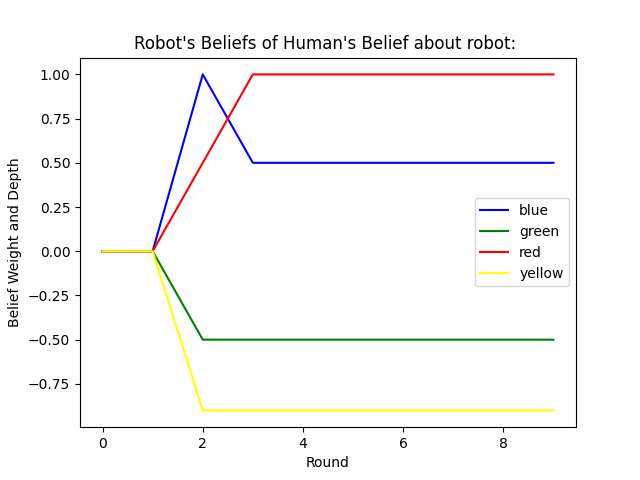 Robot's Beliefs of Human's Belief about robot:
1.00
0.75
0.50
0.25
0.00
−0.25
−0.50
−0.75
Belief Weight and Depth
blue
green
red
yellow
0 2 4 6 8
Round